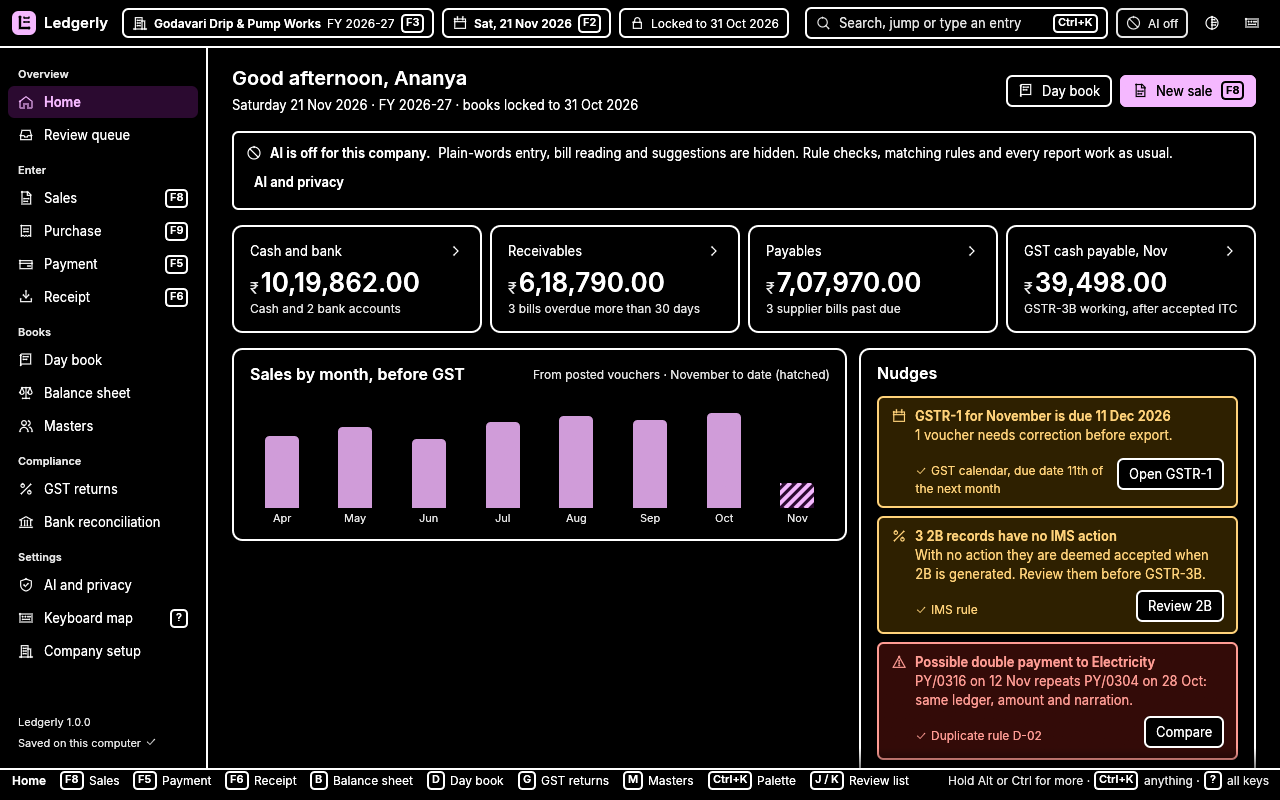 Ledgerly
Godavari Drip & Pump Works FY 2026-27 F3
Sat, 21 Nov 2026 F2
Locked to 31 Oct 2026
Search, jump or type an entry Ctrl+K
AI off
Overview
Home
Review queue
Enter
Sales F8
Purchase F9
Payment F5
Receipt F6
Books
Day book
Balance sheet
Masters
Compliance
GST returns
Bank reconciliation
Settings
AI and privacy
Keyboard map ?
Company setup
Ledgerly 1.0.0
Saved on this computer
Good afternoon, Ananya
Saturday 21 Nov 2026 · FY 2026-27 · books locked to 31 Oct 2026
Day book
New sale F8
AI is off for this company. Plain-words entry, bill reading and suggestions are hidden. Rule checks, matching rules and every report work as usual.
AI and privacy
Cash and bank
₹10,19,862.00
Cash and 2 bank accounts
Receivables
₹6,18,790.00
3 bills overdue more than 30 days
Payables
₹7,07,970.00
3 supplier bills past due
GST cash payable, Nov
₹39,498.00
GSTR-3B working, after accepted ITC
Sales by month, before GST
From posted vouchers · November to date (hatched)
Apr May Jun Jul Aug Sep Oct Nov
Nudges
GSTR-1 for November is due 11 Dec 2026
1 voucher needs correction before export.
GST calendar, due date 11th of
the next month
Open GSTR-1
3 2B records have no IMS action
With no action they are deemed accepted when
2B is generated. Review them before GSTR-3B.
IMS rule
Review 2B
Possible double payment to Electricity
PY/0316 on 12 Nov repeats PY/0304 on 28 Oct:
same ledger, amount and narration.
Duplicate rule D-02
Compare
Home F8 Sales F5 Payment F6 Receipt B Balance sheet D Day book G GST returns M Masters Ctrl+K Palette J / K Review list Hold Alt or Ctrl for more · Ctrl+K anything · ? all keys